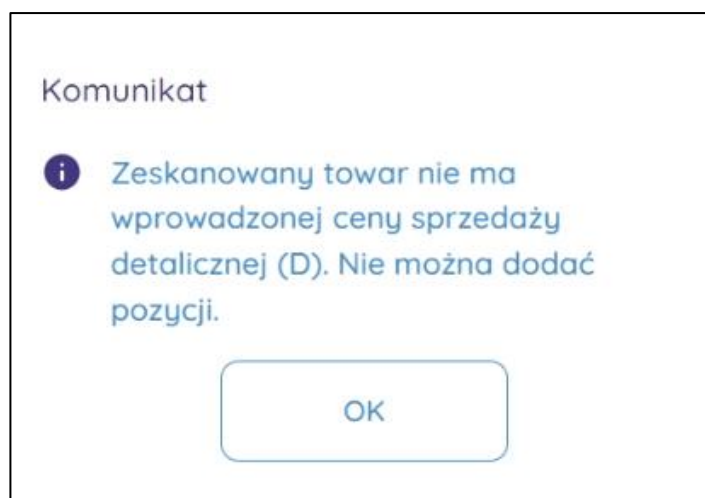 Komunikat
Zeskanowany towar nie ma
wprowadzonej ceny sprzedaży
detalicznej (D). Nie można dodać
pozycji.
OK